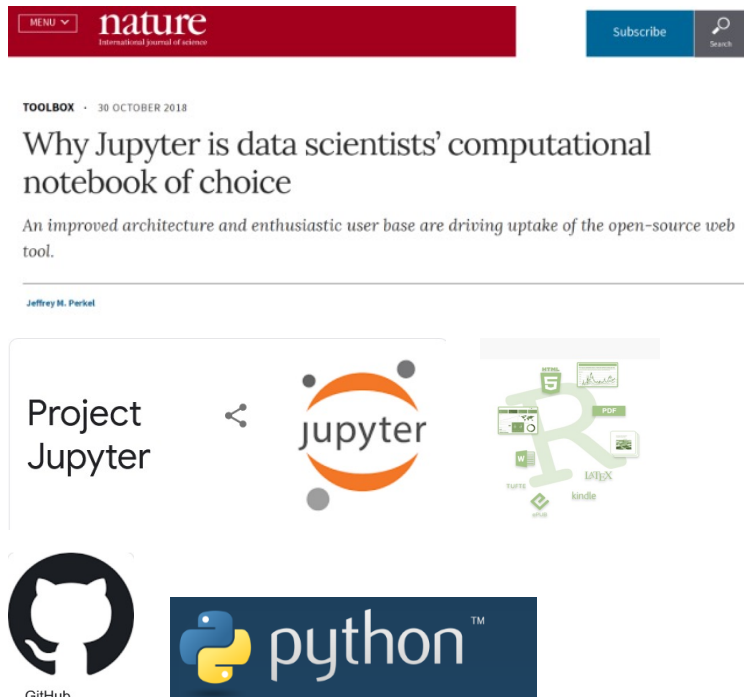 MENU
nature
International journal of science
Subscribe
Search
TOOLBOX · 30 OCTOBER 2018
Why Jupyter is data scientists’ computational
notebook of choice
An improved architecture and enthusiastic user base are driving uptake of the open-source web
tool.
Jeffrey M. Perkel
Project
Jupyter
jupyter
HTML
5
R
PDF
W
TUFTE
LATEX
kindle
ePUB
GitHub
python™